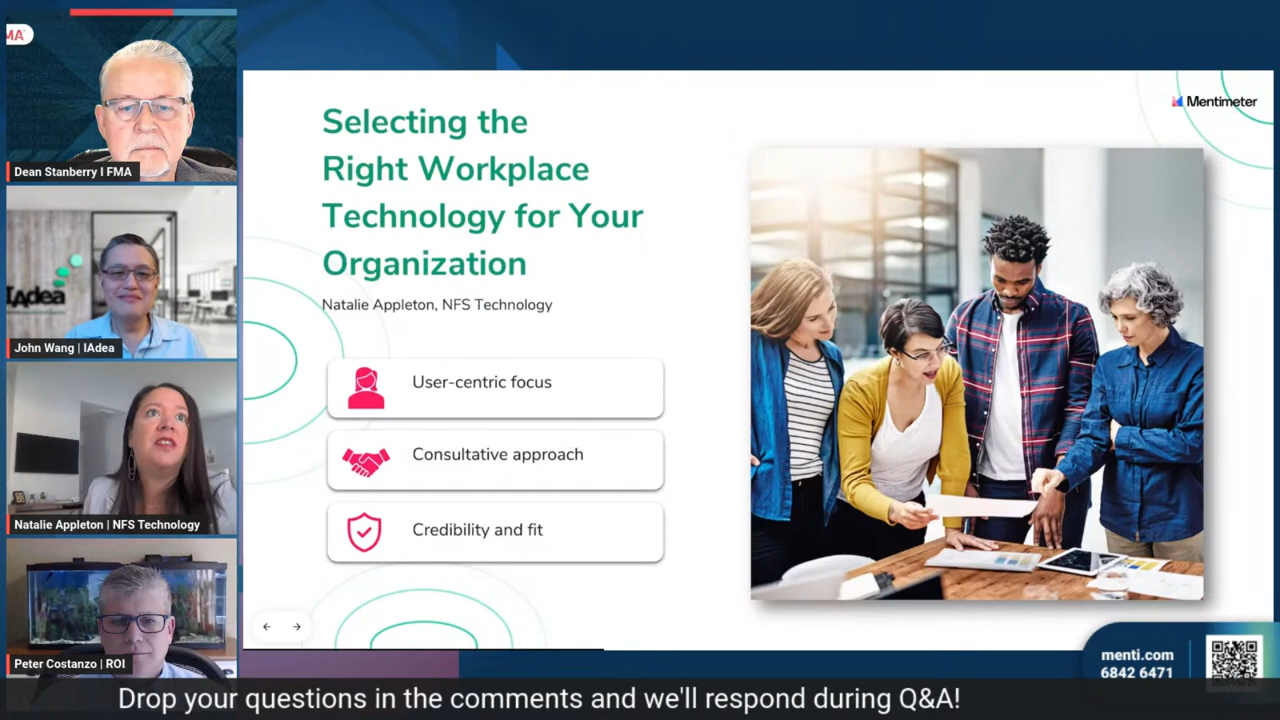 MA
Dean Stanberry I FMA
IAdea
John Wang | IAdea
Natalie Appleton | NFS Technology
Peter Costanzo | ROI
Selecting the
Right Workplace
Technology for Your
Organization
Natalie Appleton, NFS Technology
User-centric focus
Consultative approach
Credibility and fit
Mentimeter
menti.com
6842 6471
Drop your questions in the comments and we'll respond during Q&A!